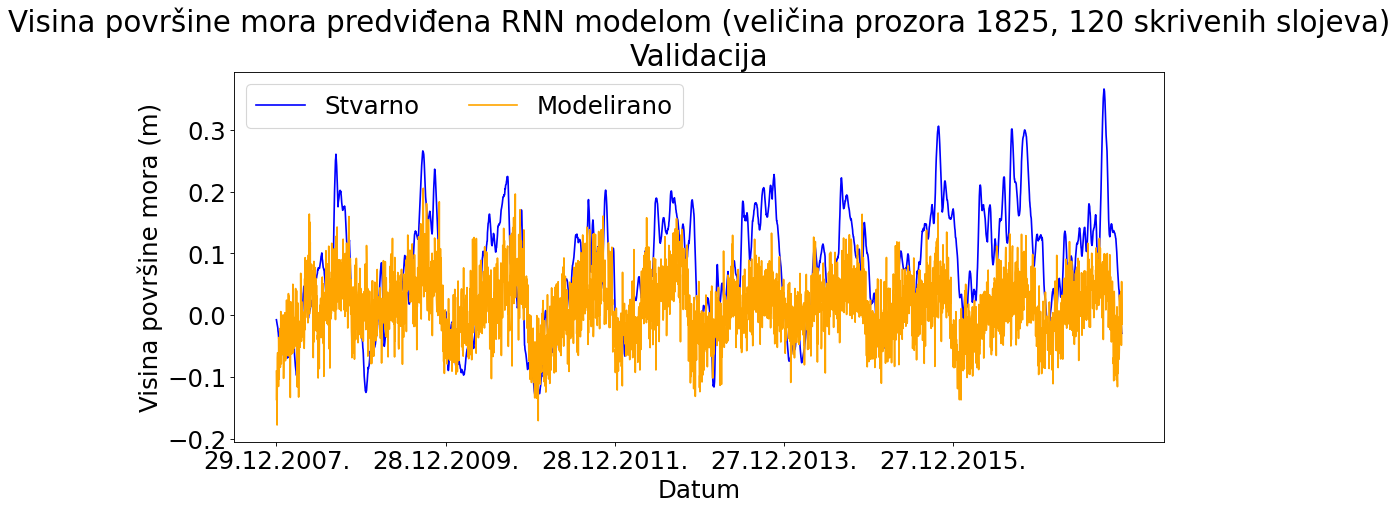 Visina površine mora predviđena RNN modelom (veličina prozora 1825, 120 skrivenih slojeva)
Validacija
Stvarno
Modelirano
Visina površine mora (m)
0.3
0.2
0.1
0.0
−0.1
−0.2
29.12.2007.
28.12.2009.
28.12.2011.
27.12.2013.
27.12.2015.
Datum